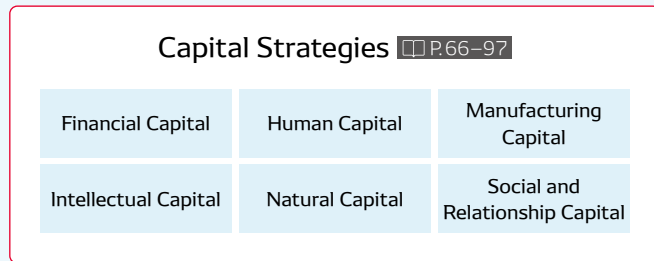 Capital Strategies P.66–97
Financial Capital
Human Capital
Manufacturing
Capital
Intellectual Capital
Natural Capital
Social and
Relationship Capital